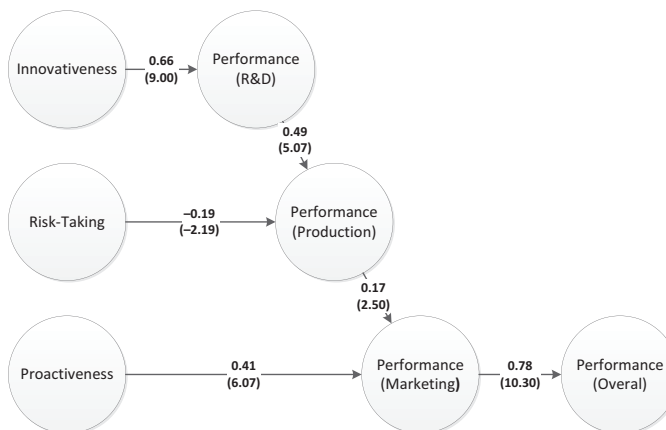 Innovativeness
0.66
(9.00)
Performance
(R&D)
0.49
(5.07)
Risk-Taking
–0.19
(–2.19)
Performance
(Production)
0.17
(2.50)
Proactiveness
0.41
(6.07)
Performance
(Marketing)
0.78
(10.30)
Performance
(Overal)